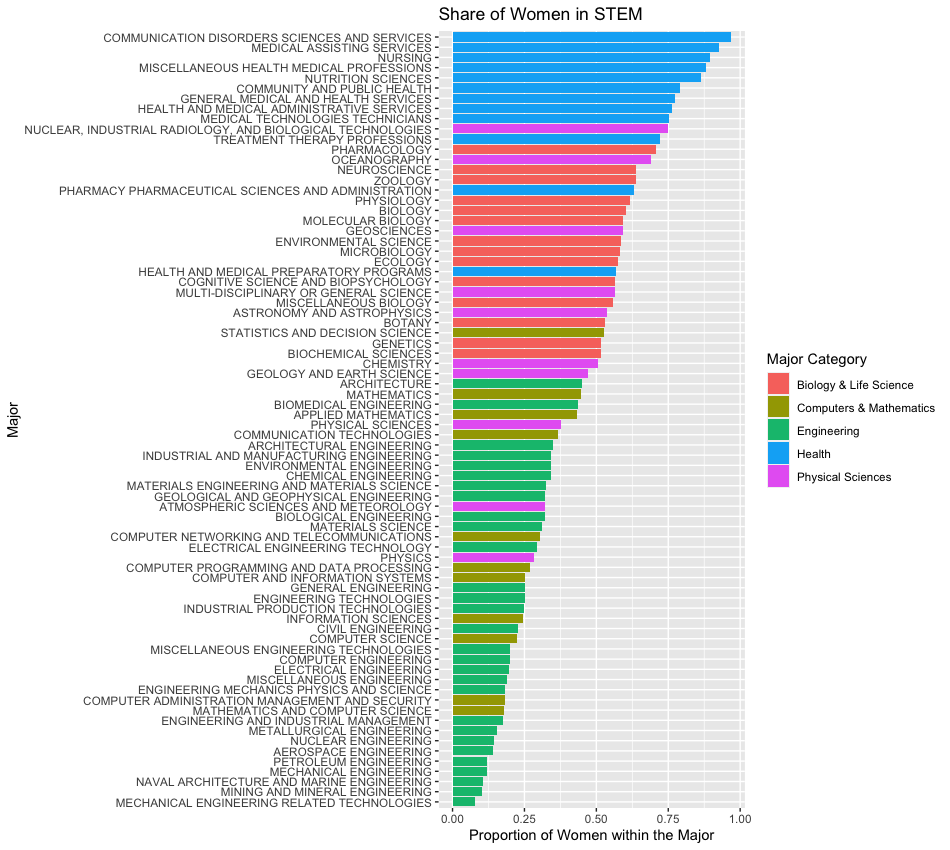 Share of Women in STEM
COMMUNICATION DISORDERS SCIENCES AND SERVICES
MEDICAL ASSISTING SERVICES
NURSING
MISCELLANEOUS HEALTH MEDICAL PROFESSIONS
NUTRITION SCIENCES
COMMUNITY AND PUBLIC HEALTH
GENERAL MEDICAL AND HEALTH SERVICES
HEALTH AND MEDICAL ADMINISTRATIVE SERVICES
MEDICAL TECHNOLOGIES TECHNICIANS
NUCLEAR, INDUSTRIAL RADIOLOGY, AND BIOLOGICAL TECHNOLOGIES
TREATMENT THERAPY PROFESSIONS
PHARMACOLOGY
OCEANOGRAPHY
NEUROSCIENCE
ZOOLOGY
PHARMACY PHARMACEUTICAL SCIENCES AND ADMINISTRATION
PHYSIOLOGY
BIOLOGY
MOLECULAR BIOLOGY
GEOSCIENCES
ENVIRONMENTAL SCIENCE
MICROBIOLOGY
ECOLOGY
HEALTH AND MEDICAL PREPARATORY PROGRAMS
COGNITIVE SCIENCE AND BIOPSYCHOLOGY
MULTI-DISCIPLINARY OR GENERAL SCIENCE
MISCELLANEOUS BIOLOGY
ASTRONOMY AND ASTROPHYSICS
BOTANY
STATISTICS AND DECISION SCIENCE
GENETICS
BIOCHEMICAL SCIENCES
CHEMISTRY
GEOLOGY AND EARTH SCIENCE
ARCHITECTURE
MATHEMATICS
BIOMEDICAL ENGINEERING
APPLIED MATHEMATICS
PHYSICAL SCIENCES
COMMUNICATION TECHNOLOGIES
ARCHITECTURAL ENGINEERING
INDUSTRIAL AND MANUFACTURING ENGINEERING
ENVIRONMENTAL ENGINEERING
CHEMICAL ENGINEERING
MATERIALS ENGINEERING AND MATERIALS SCIENCE
GEOLOGICAL AND GEOPHYSICAL ENGINEERING
ATMOSPHERIC SCIENCES AND METEOROLOGY
BIOLOGICAL ENGINEERING
MATERIALS SCIENCE
COMPUTER NETWORKING AND TELECOMMUNICATIONS
ELECTRICAL ENGINEERING TECHNOLOGY
PHYSICS
COMPUTER PROGRAMMING AND DATA PROCESSING
COMPUTER AND INFORMATION SYSTEMS
GENERAL ENGINEERING
ENGINEERING TECHNOLOGIES
INDUSTRIAL PRODUCTION TECHNOLOGIES
INFORMATION SCIENCES
CIVIL ENGINEERING
COMPUTER SCIENCE
MISCELLANEOUS ENGINEERING TECHNOLOGIES
COMPUTER ENGINEERING
ELECTRICAL ENGINEERING
MISCELLANEOUS ENGINEERING
ENGINEERING MECHANICS PHYSICS AND SCIENCE
COMPUTER ADMINISTRATION MANAGEMENT AND SECURITY
MATHEMATICS AND COMPUTER SCIENCE
ENGINEERING AND INDUSTRIAL MANAGEMENT
METALLURGICAL ENGINEERING
NUCLEAR ENGINEERING
AEROSPACE ENGINEERING
PETROLEUM ENGINEERING
MECHANICAL ENGINEERING
NAVAL ARCHITECTURE AND MARINE ENGINEERING
MINING AND MINERAL ENGINEERING
MECHANICAL ENGINEERING RELATED TECHNOLOGIES
Major
0.00 0.25 0.50 0.75 1.00
Proportion of Women within the Major
Major Category
Biology & Life Science
Computers & Mathematics
Engineering
Health
Physical Sciences